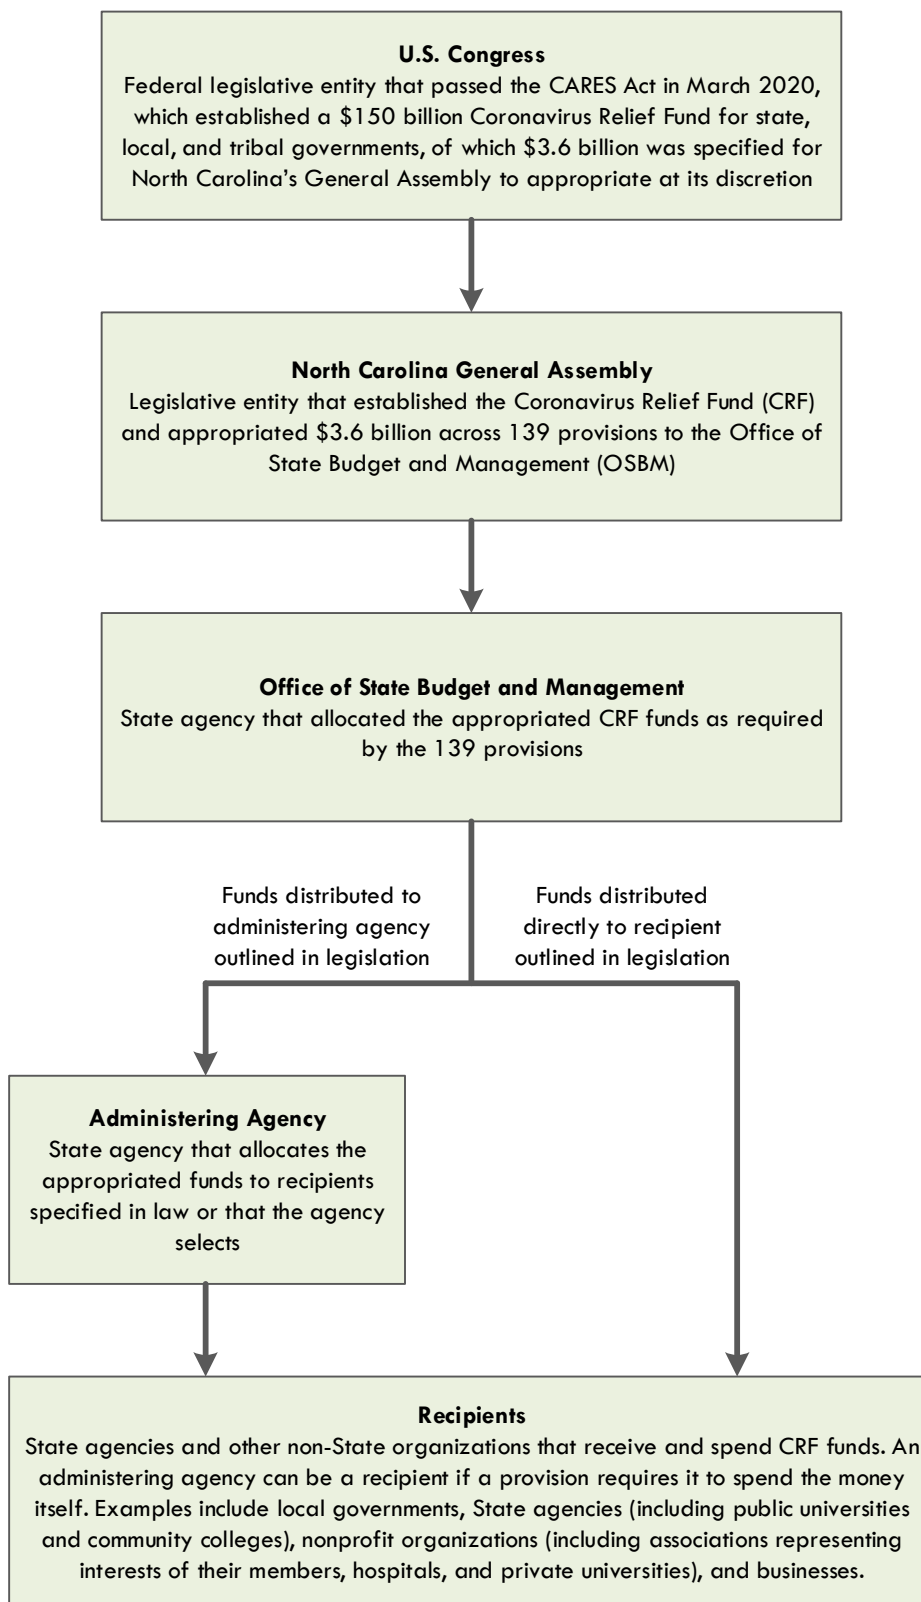 U.S. Congress
Federal legislative entity that passed the CARES Act in March 2020,
which established a $150 billion Coronavirus Relief Fund for state,
local, and tribal governments, of which $3.6 billion was specified for
North Carolina’s General Assembly to appropriate at its discretion
North Carolina General Assembly
Legislative entity that established the Coronavirus Relief Fund (CRF)
and appropriated $3.6 billion across 139 provisions to the Office of
State Budget and Management (OSBM)
Office of State Budget and Management
State agency that allocated the appropriated CRF funds as required
by the 139 provisions
Funds distributed to
administering agency
outlined in legislation
Funds distributed
directly to recipient
outlined in legislation
Administering Agency
State agency that allocates the
appropriated funds to recipients
specified in law or that the agency
selects
Recipients
State agencies and other non-State organizations that receive and spend CRF funds. An
administering agency can be a recipient if a provision requires it to spend the money
itself. Examples include local governments, State agencies (including public universities
and community colleges), nonprofit organizations (including associations representing
interests of their members, hospitals, and private universities), and businesses.